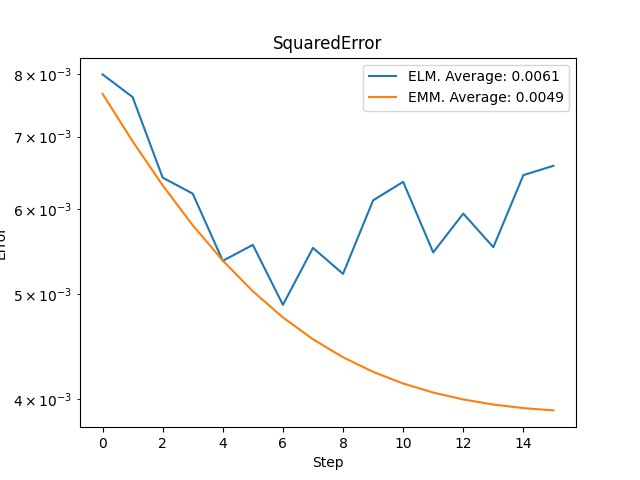 SquaredError
ELM. Average: 0.0061
EMM. Average: 0.0049
8 × 10⁻³
7 × 10⁻³
6 × 10⁻³
5 × 10⁻³
4 × 10⁻³
Error
0 2 4 6 8 10 12 14
Step